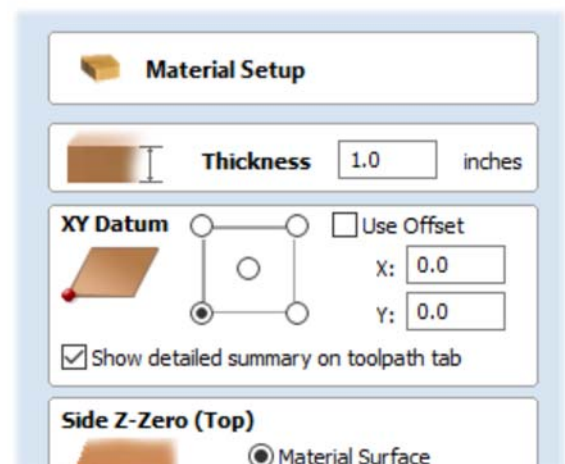 Material Setup
Thickness 1.0 inches
XY Datum Use Offset
X: 0.0
Y: 0.0
Show detailed summary on toolpath tab
Side Z-Zero (Top)
Material Surface